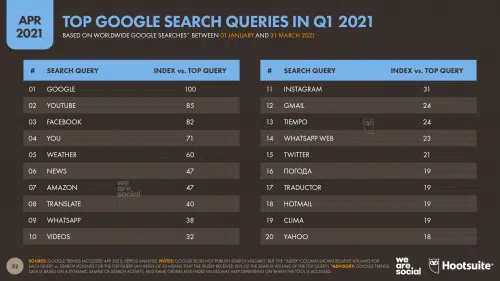 APR
2021
TOP GOOGLE SEARCH QUERIES IN Q1 2021
BASED ON WORLDWIDE GOOGLE SEARCHES* BETWEEN 01 JANUARY AND 31 MARCH 2021
# SEARCH QUERY INDEX vs. TOP QUERY
01 GOOGLE 100
02 YOUTUBE 85
03 FACEBOOK 82
04 YOU 71
05 WEATHER 60
06 NEWS 47
07 AMAZON 47
08 TRANSLATE 40
09 WHATSAPP 38
10 VIDEOS 32
# SEARCH QUERY INDEX vs. TOP QUERY
11 INSTAGRAM 31
12 GMAIL 24
13 TIEMPO 24
14 WHATSAPP WEB 23
15 TWITTER 21
16 ПОГОДА 19
17 TRADUCTOR 19
18 HOTMAIL 19
19 CLIMA 19
20 YAHOO 18
we
are.
social
SOURCE: GOOGLE TRENDS (ACCESSED APR 2021); KEPIOS ANALYSIS. NOTES: GOOGLE DOES NOT PUBLISH SEARCH VOLUMES, BUT THE "INDEX" COLUMN SHOWS RELATIVE VOLUMES FOR
EACH QUERY vs. SEARCH VOLUMES FOR THE TOP QUERY (AN INDEX OF 50 MEANS THAT THE QUERY RECEIVED 50% OF THE SEARCH VOLUME OF THE TOP QUERY). *ADVISORY: GOOGLE TRENDS
DATA IS BASED ON A DYNAMIC SAMPLE OF SEARCH ACTIVITY, AND RANK ORDERS AND INDEX VALUES MAY VARY DEPENDING ON WHEN THE TOOL IS ACCESSED.
we
are.
social
Hootsuite®